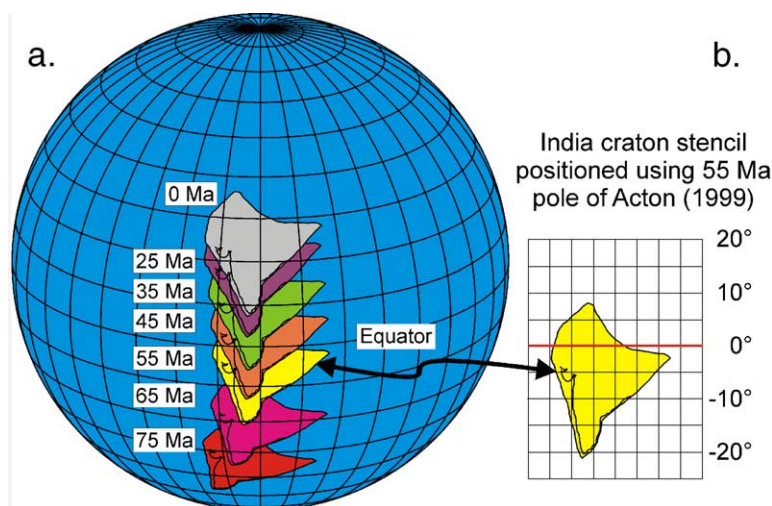 a.
b.
0 Ma
25 Ma
35 Ma
45 Ma
55 Ma
65 Ma
75 Ma
Equator
India craton stencil
positioned using 55 Ma
pole of Acton (1999)
20°
10°
0°
-10°
-20°